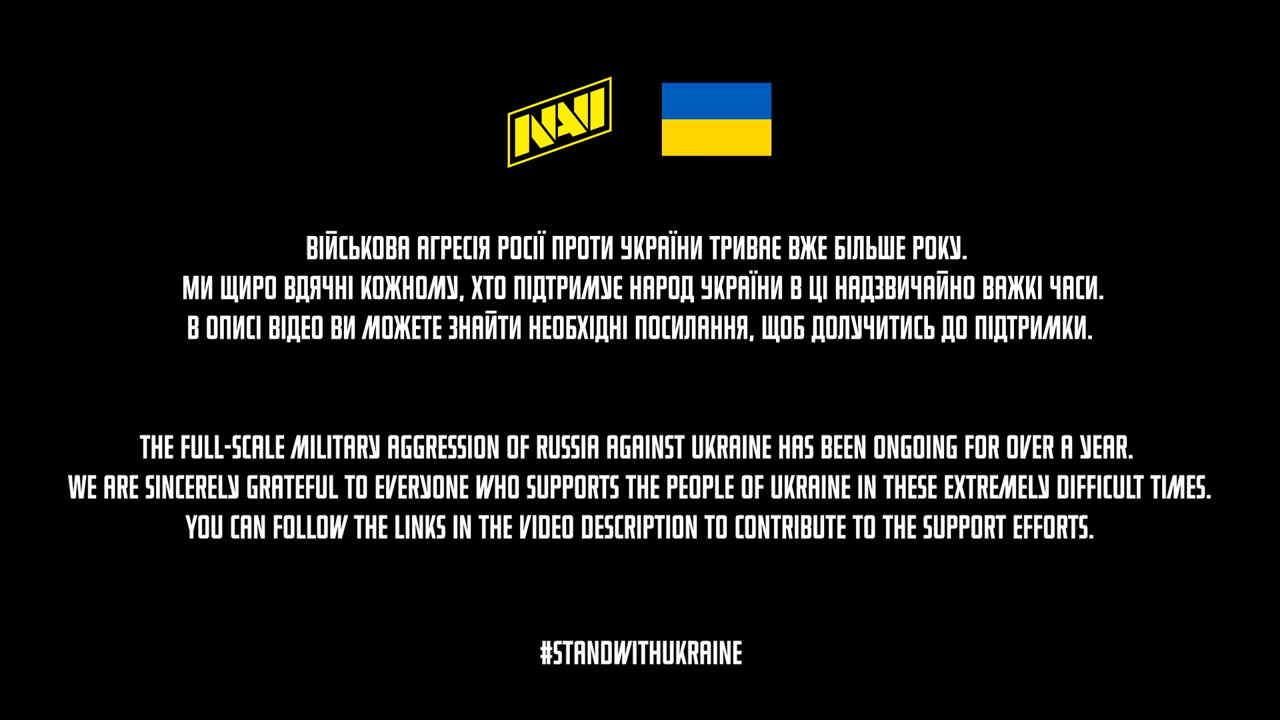 NAVI
ВІЙСЬКОВА АГРЕСІЯ РОСІЇ ПРОТИ УКРАЇНИ ТРИВАЄ ВЖЕ БІЛЬШЕ РОКУ.
МИ ЩИРО ВДЯЧНІ КОЖНОМУ, ХТО ПІДТРИМУЄ НАРОД УКРАЇНИ В ЦІ НАДЗВИЧАЙНО ВАЖКІ ЧАСИ.
В ОПИСІ ВІДЕО ВИ МОЖЕТЕ ЗНАЙТИ НЕОБХІДНІ ПОСИЛАННЯ, ЩОБ ДОЛУЧИТИСЬ ДО ПІДТРИМКИ.
THE FULL-SCALE MILITARY AGGRESSION OF RUSSIA AGAINST UKRAINE HAS BEEN ONGOING FOR OVER A YEAR.
WE ARE SINCERELY GRATEFUL TO EVERYONE WHO SUPPORTS THE PEOPLE OF UKRAINE IN THESE EXTREMELY DIFFICULT TIMES.
YOU CAN FOLLOW THE LINKS IN THE VIDEO DESCRIPTION TO CONTRIBUTE TO THE SUPPORT EFFORTS.
#STANDWITHUKRAINE